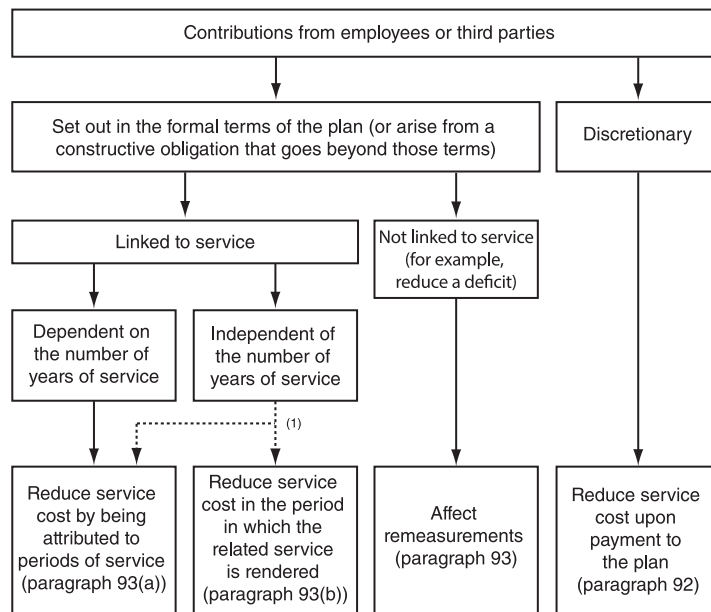 Contributions from employees or third parties
Set out in the formal terms of the plan (or arise from a
constructive obligation that goes beyond those terms)
Discretionary
Linked to service
Not linked to service
(for example,
reduce a deficit)
Dependent on
the number of
years of service
Independent of
the number of
years of service
(1)
Reduce service
cost by being
attributed to
periods of service
(paragraph 93(a))
Reduce service
cost in the period
in which the
related service
is rendered
(paragraph 93(b))
Affect
remeasurements
(paragraph 93)
Reduce service
cost upon
payment to
the plan
(paragraph 92)